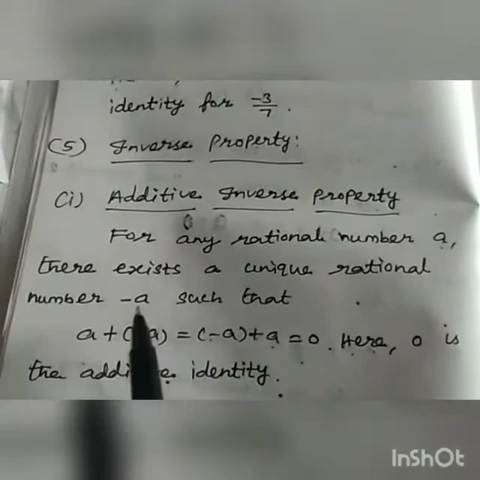 identity for -3/7.
(5) Inverse Property:
(i) Additive Inverse Property
For any rational number a,
there exists a unique rational
number -a such that
a + ( a) = (-a) + a = 0. Here, 0 is
the additive identity.
InShOt